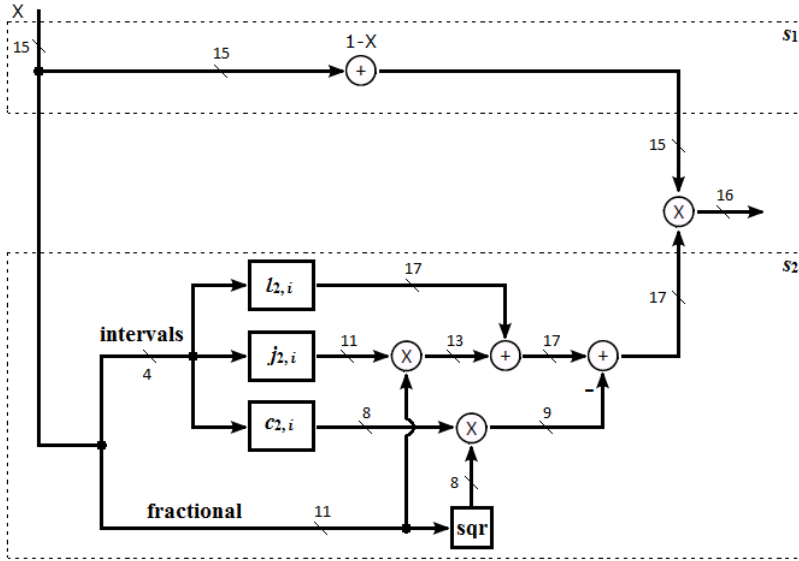 X
s1
15
15
1-X
+
15
X
16
s2
17
l2,i
17
intervals
4
j2,i
11
X
13
+
17
+
-
c2,i
8
X
9
8
fractional
11
sqr